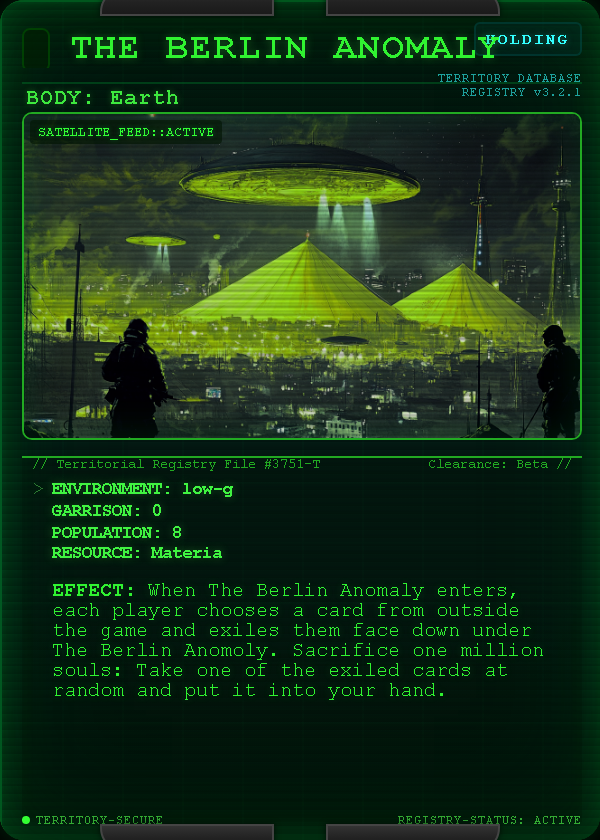 THE BERLIN ANOMALY
HOLDING
TERRITORY DATABASE
REGISTRY v3.2.1
BODY: Earth
SATELLITE_FEED::ACTIVE
// Territorial Registry File #3751-T
Clearance: Beta //
> ENVIRONMENT: low-g
GARRISON: 0
POPULATION: 8
RESOURCE: Materia
EFFECT: When The Berlin Anomaly enters,
each player chooses a card from outside
the game and exiles them face down under
The Berlin Anomoly. Sacrifice one million
souls: Take one of the exiled cards at
random and put it into your hand.
TERRITORY-SECURE
REGISTRY-STATUS: ACTIVE